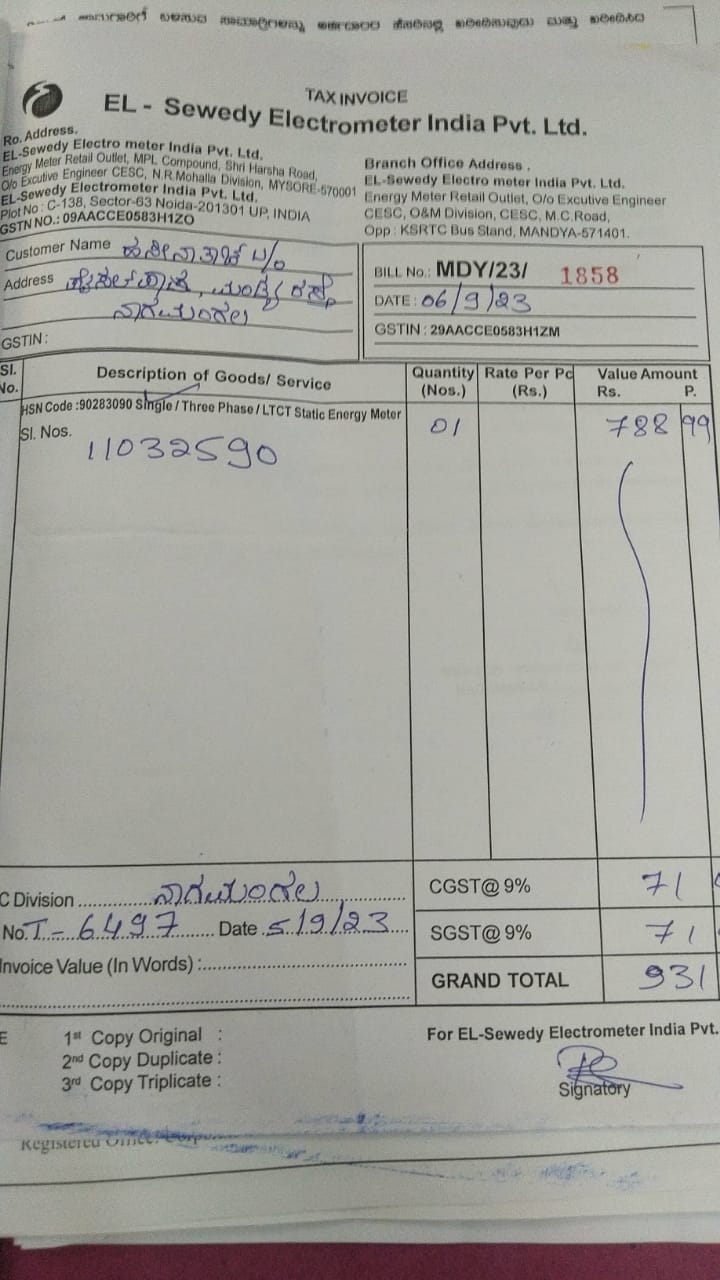 TAX INVOICE
EL - Sewedy Electrometer India Pvt. Ltd.
Ro. Address.
EL-Sewedy Electro meter India Pvt. Ltd.
Energy Meter Retail Outlet, MPL Compound, Shri Harsha Road,
O/o Excutive Engineer CESC, N.R.Mohalla Division, MYSORE-570001
EL-Sewedy Electrometer India Pvt. Ltd.
Plot No : C-138, Sector-63 Noida-201301 UP, INDIA
GSTN NO.: 09AACCE0583H1ZO
Branch Office Address .
EL-Sewedy Electro meter India Pvt. Ltd.
Energy Meter Retail Outlet, O/o Excutive Engineer
CESC, O&M Division, CESC, M.C.Road,
Opp : KSRTC Bus Stand, MANDYA-571401.
Customer Name
Address
ನಾಗಮಂಗಲ
GSTIN :
BILL No.: MDY/23/ 1858
DATE : 06/9/23
GSTIN : 29AACCE0583H1ZM
Sl. No. Description of Goods/ Service Quantity (Nos.) Rate Per Pc (Rs.) Value Amount Rs. P.
HSN Code :90283090 Single / Three Phase / LTCT Static Energy Meter
Sl. Nos. 11032590 01 788 99
C Division ನಾಗಮಂಗಲ
No. T-6497 Date 5/9/23
Invoice Value (In Words) :
CGST@ 9% 71
SGST@ 9% 71
GRAND TOTAL 931
E 1st Copy Original :
2nd Copy Duplicate :
3rd Copy Triplicate :
For EL-Sewedy Electrometer India Pvt.
Signatory
Registered